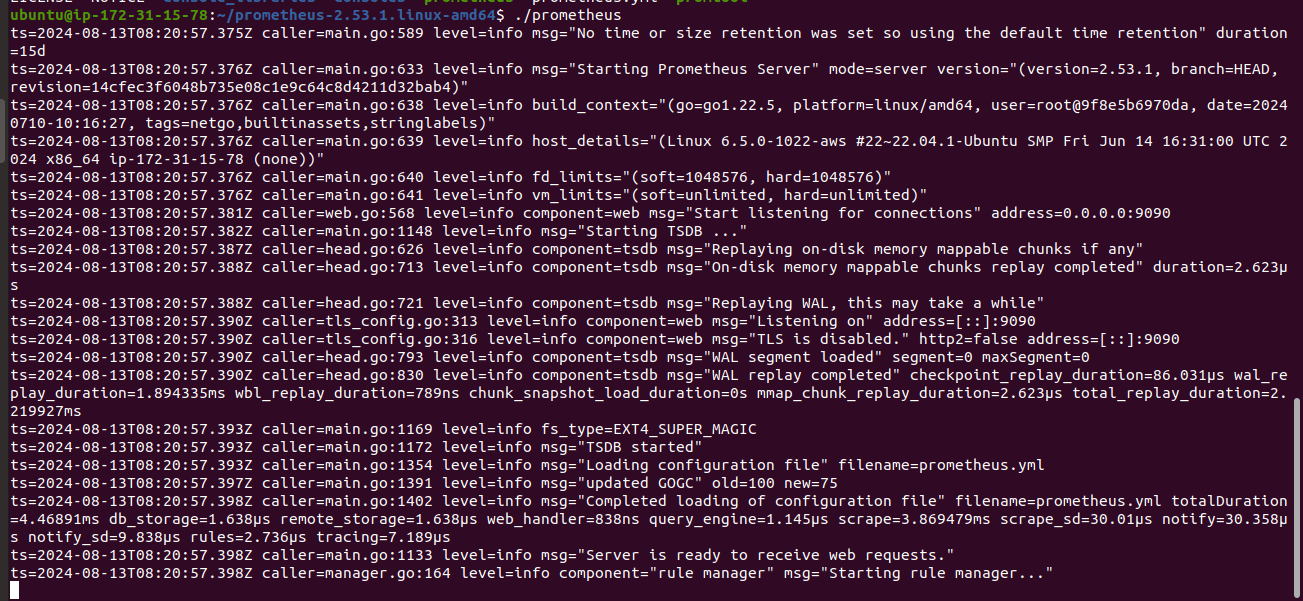 ubuntu@ip-172-31-15-78:~/prometheus-2.53.1.linux-amd64$ ./prometheus
ts=2024-08-13T08:20:57.375Z caller=main.go:589 level=info msg="No time or size retention was set so using the default time retention" duration
=15d
ts=2024-08-13T08:20:57.376Z caller=main.go:633 level=info msg="Starting Prometheus Server" mode=server version="(version=2.53.1, branch=HEAD,
revision=14cfec3f6048b735e08c1e9c64c8d4211d32bab4)"
ts=2024-08-13T08:20:57.376Z caller=main.go:638 level=info build_context="(go=go1.22.5, platform=linux/amd64, user=root@9f8e5b6970da, date=2024
0710-10:16:27, tags=netgo,builtinassets,stringlabels)"
ts=2024-08-13T08:20:57.376Z caller=main.go:639 level=info host_details="(Linux 6.5.0-1022-aws #22~22.04.1-Ubuntu SMP Fri Jun 14 16:31:00 UTC 2
024 x86_64 ip-172-31-15-78 (none))"
ts=2024-08-13T08:20:57.376Z caller=main.go:640 level=info fd_limits="(soft=1048576, hard=1048576)"
ts=2024-08-13T08:20:57.376Z caller=main.go:641 level=info vm_limits="(soft=unlimited, hard=unlimited)"
ts=2024-08-13T08:20:57.381Z caller=web.go:568 level=info component=web msg="Start listening for connections" address=0.0.0.0:9090
ts=2024-08-13T08:20:57.382Z caller=main.go:1148 level=info msg="Starting TSDB ..."
ts=2024-08-13T08:20:57.387Z caller=head.go:626 level=info component=tsdb msg="Replaying on-disk memory mappable chunks if any"
ts=2024-08-13T08:20:57.388Z caller=head.go:713 level=info component=tsdb msg="On-disk memory mappable chunks replay completed" duration=2.623µ
s
ts=2024-08-13T08:20:57.388Z caller=head.go:721 level=info component=tsdb msg="Replaying WAL, this may take a while"
ts=2024-08-13T08:20:57.390Z caller=tls_config.go:313 level=info component=web msg="Listening on" address=[::]:9090
ts=2024-08-13T08:20:57.390Z caller=tls_config.go:316 level=info component=web msg="TLS is disabled." http2=false address=[::]:9090
ts=2024-08-13T08:20:57.390Z caller=head.go:793 level=info component=tsdb msg="WAL segment loaded" segment=0 maxSegment=0
ts=2024-08-13T08:20:57.390Z caller=head.go:830 level=info component=tsdb msg="WAL replay completed" checkpoint_replay_duration=86.031µs wal_re
play_duration=1.894335ms wbl_replay_duration=789ns chunk_snapshot_load_duration=0s mmap_chunk_replay_duration=2.623µs total_replay_duration=2.
219927ms
ts=2024-08-13T08:20:57.393Z caller=main.go:1169 level=info fs_type=EXT4_SUPER_MAGIC
ts=2024-08-13T08:20:57.393Z caller=main.go:1172 level=info msg="TSDB started"
ts=2024-08-13T08:20:57.393Z caller=main.go:1354 level=info msg="Loading configuration file" filename=prometheus.yml
ts=2024-08-13T08:20:57.397Z caller=main.go:1391 level=info msg="updated GOGC" old=100 new=75
ts=2024-08-13T08:20:57.398Z caller=main.go:1402 level=info msg="Completed loading of configuration file" filename=prometheus.yml totalDuration
=4.46891ms db_storage=1.638µs remote_storage=1.638µs web_handler=838ns query_engine=1.145µs scrape=3.869479ms scrape_sd=30.01µs notify=30.358µ
s notify_sd=9.838µs rules=2.736µs tracing=7.189µs
ts=2024-08-13T08:20:57.398Z caller=main.go:1133 level=info msg="Server is ready to receive web requests."
ts=2024-08-13T08:20:57.398Z caller=manager.go:164 level=info component="rule manager" msg="Starting rule manager..."